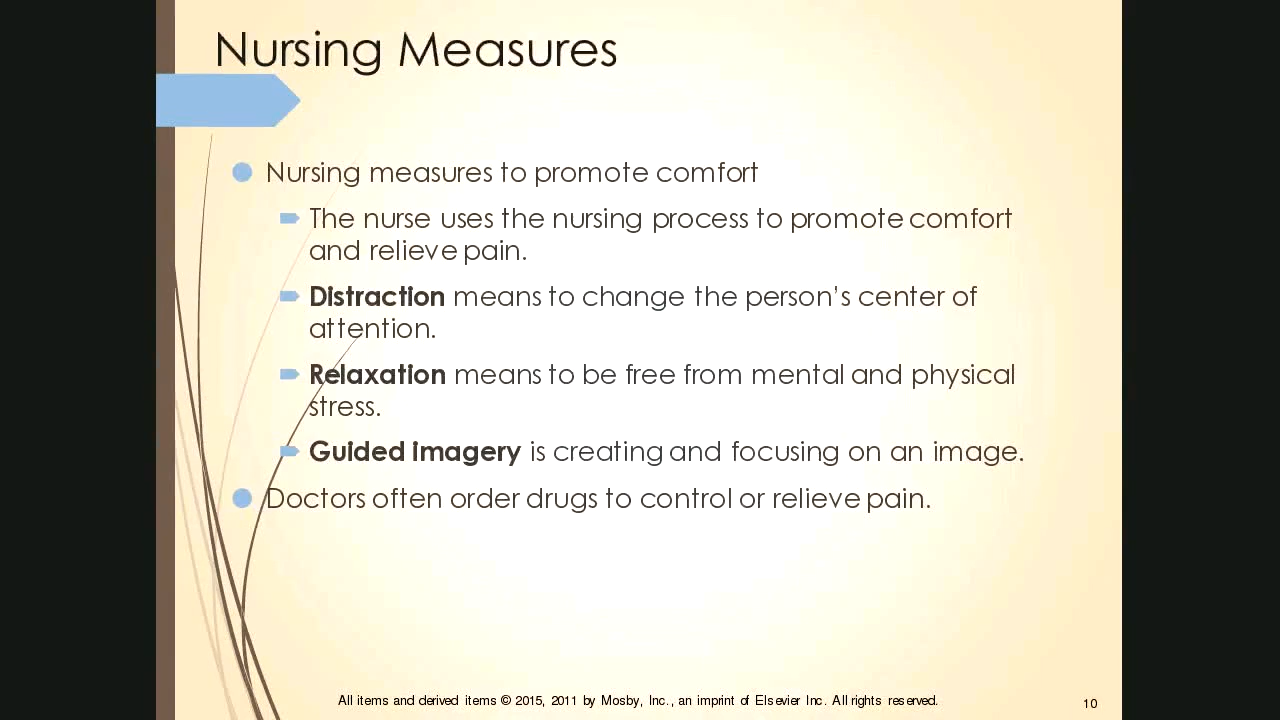 Nursing Measures
Nursing measures to promote comfort
The nurse uses the nursing process to promote comfort
and relieve pain.
Distraction means to change the person's center of
attention.
Relaxation means to be free from mental and physical
stress.
Guided imagery is creating and focusing on an image.
Doctors often order drugs to control or relieve pain.
All items and derived items © 2015, 2011 by Mosby, Inc., an imprint of Elsevier Inc. All rights reserved.
10